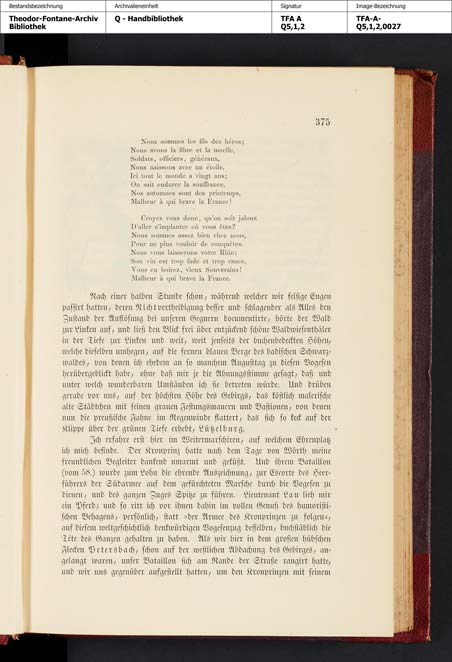 Bestandsbezeichnung Archivalieneinheit Signatur Image-Bezeichnung
Theodor-Fontane-Archiv Q - Handbibliothek TFA A TFA-A-
Bibliothek Q5,1,2 Q5,1,2,0027
375
Nous sommes les fils des héros;
Nous avons la fibre et la moelle,
Soldats, officiers, généraux,
Nous naissons avec un étoile.
Ici tout le monde a vingt ans;
On sait endurer la souffrance,
Nos automnes sont des printemps,
Malheur à qui brave la France!
Croyez vous donc, qu'on soit jaloux
D'aller s'implanter où vous êtes?
Nous sommes assez bien chez nous,
Pour ne plus vouloir de conquêtes.
Nous vous laisserons votre Rhin;
Son vin est trop fade et trop rance,
Vous en boirez, vieux Souverains!
Malheur à qui brave la France!
Nach einer halben Stunde schon, während welcher wir felsige Engen
passirt hatten, deren Nichtvertheidigung besser und schlagender als Alles den
Zustand der Auflösung bei unseren Gegnern documentirte, hörte der Wald
zur Linken auf, und ließ den Blick frei über entzückend schöne Waldwiesenthäler
in der Tiefe zur Linken und weit, weit jenseits der buchenbedeckten Höhen,
welche dieselben umhegen, auf die fernen blauen Berge des badischen Schwarz-
waldes, von denen ich ehedem an so manchem Augusttag zu diesen Vogesen
herübergeblickt habe, ohne daß mir je die Ahnungsstimme gesagt, daß und
unter welch wunderbaren Umständen ich sie betreten würde. Und drüben
gerade vor uns, auf der höchsten Höhe des Gebirgs, das köstlich malerische
alte Städtchen mit seinen grauen Festungsmauern und Bastionen, von denen
nun die preußische Fahne im Regenwinde flattert, das sich so keck auf der
Klippe über der grünen Tiefe erhebt, Lützelburg.
Ich erfahre erst hier im Weitermarschiren, auf welchem Ehrenplatz
ich mich befinde. Der Kronprinz hatte nach dem Tage von Wörth meine
freundlichen Begleiter dankend umarmt und geküßt. Und ihrem Bataillon
(vom 58.) wurde zum Lohn die ehrende Auszeichnung, zur Escorte des Heer-
führers der Südarmee auf dem gefürchteten Marsche durch die Vogesen zu
dienen, und des ganzen Zuges Spitze zu führen. Lieutenant Lau lieh mir
ein Pferd; und so ritt ich vor ihnen dahin im vollen Genuß des humoristi-
schen Behagens, persönlich, statt »der Armee des Kronprinzen zu folgen«,
auf diesem weltgeschichtlich denkwürdigen Vogesenzug desselben, buchstäblich die
Tête des Ganzen gehalten zu haben. Als wir hier in dem großen hübschen
Flecken Petersbach, schon auf der westlichen Abdachung des Gebirges, an-
gelangt waren, unser Bataillon sich am Rande der Straße rangirt hatte,
und wir uns gegenüber aufgestellt hatten, um den Kronprinzen mit seinem